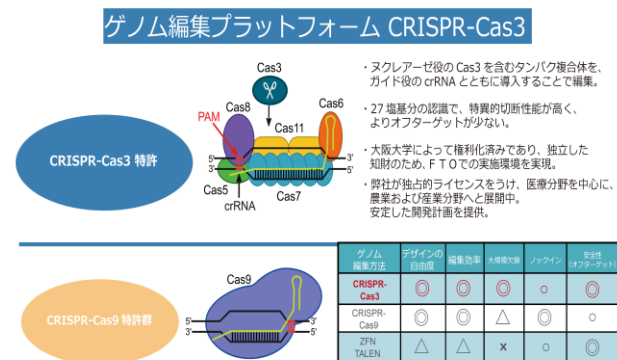 ゲノム編集プラットフォーム CRISPR-Cas3
・ヌクレアーゼ役の Cas3 を含むタンパク複合体を、
ガイド役の crRNA とともに導入することで編集。
・27 塩基分の認識で、特異的切断性能が高く、
よりオフターゲットが少ない。
・大阪大学によって権利化済みであり、独立した
知財のため、FTOでの実施環境を実現。
・弊社が独占的ライセンスをうけ、医療分野を中心に、
農業および産業分野へと展開中。
安定した開発計画を提供。
CRISPR-Cas3 特許
Cas3
Cas8
Cas6
PAM
Cas11
5'
3'
3'
5'
Cas5
Cas7
crRNA
CRISPR-Cas9 特許群
Cas9
5'
3'
3'
5'
ゲノム
編集方法
デザインの
自由度
編集効率
大規模欠損
ノックイン
安全性
(オフターゲット)
CRISPR-
Cas3
◎
◎
◎
○
◎
CRISPR-
Cas9
◎
◎
△
◎
○
ZFN
TALEN
△
△
×
○
◎